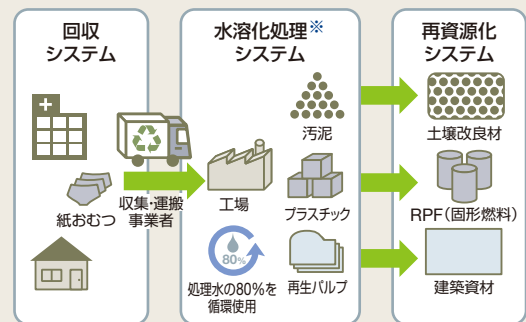 回収
システム
紙おむつ
収集・運搬
事業者
水溶化処理※
システム
汚泥
工場
プラスチック
80%
処理水の80%を
循環使用
再生パルプ
再資源化
システム
土壌改良材
RPF(固形燃料)
建築資材